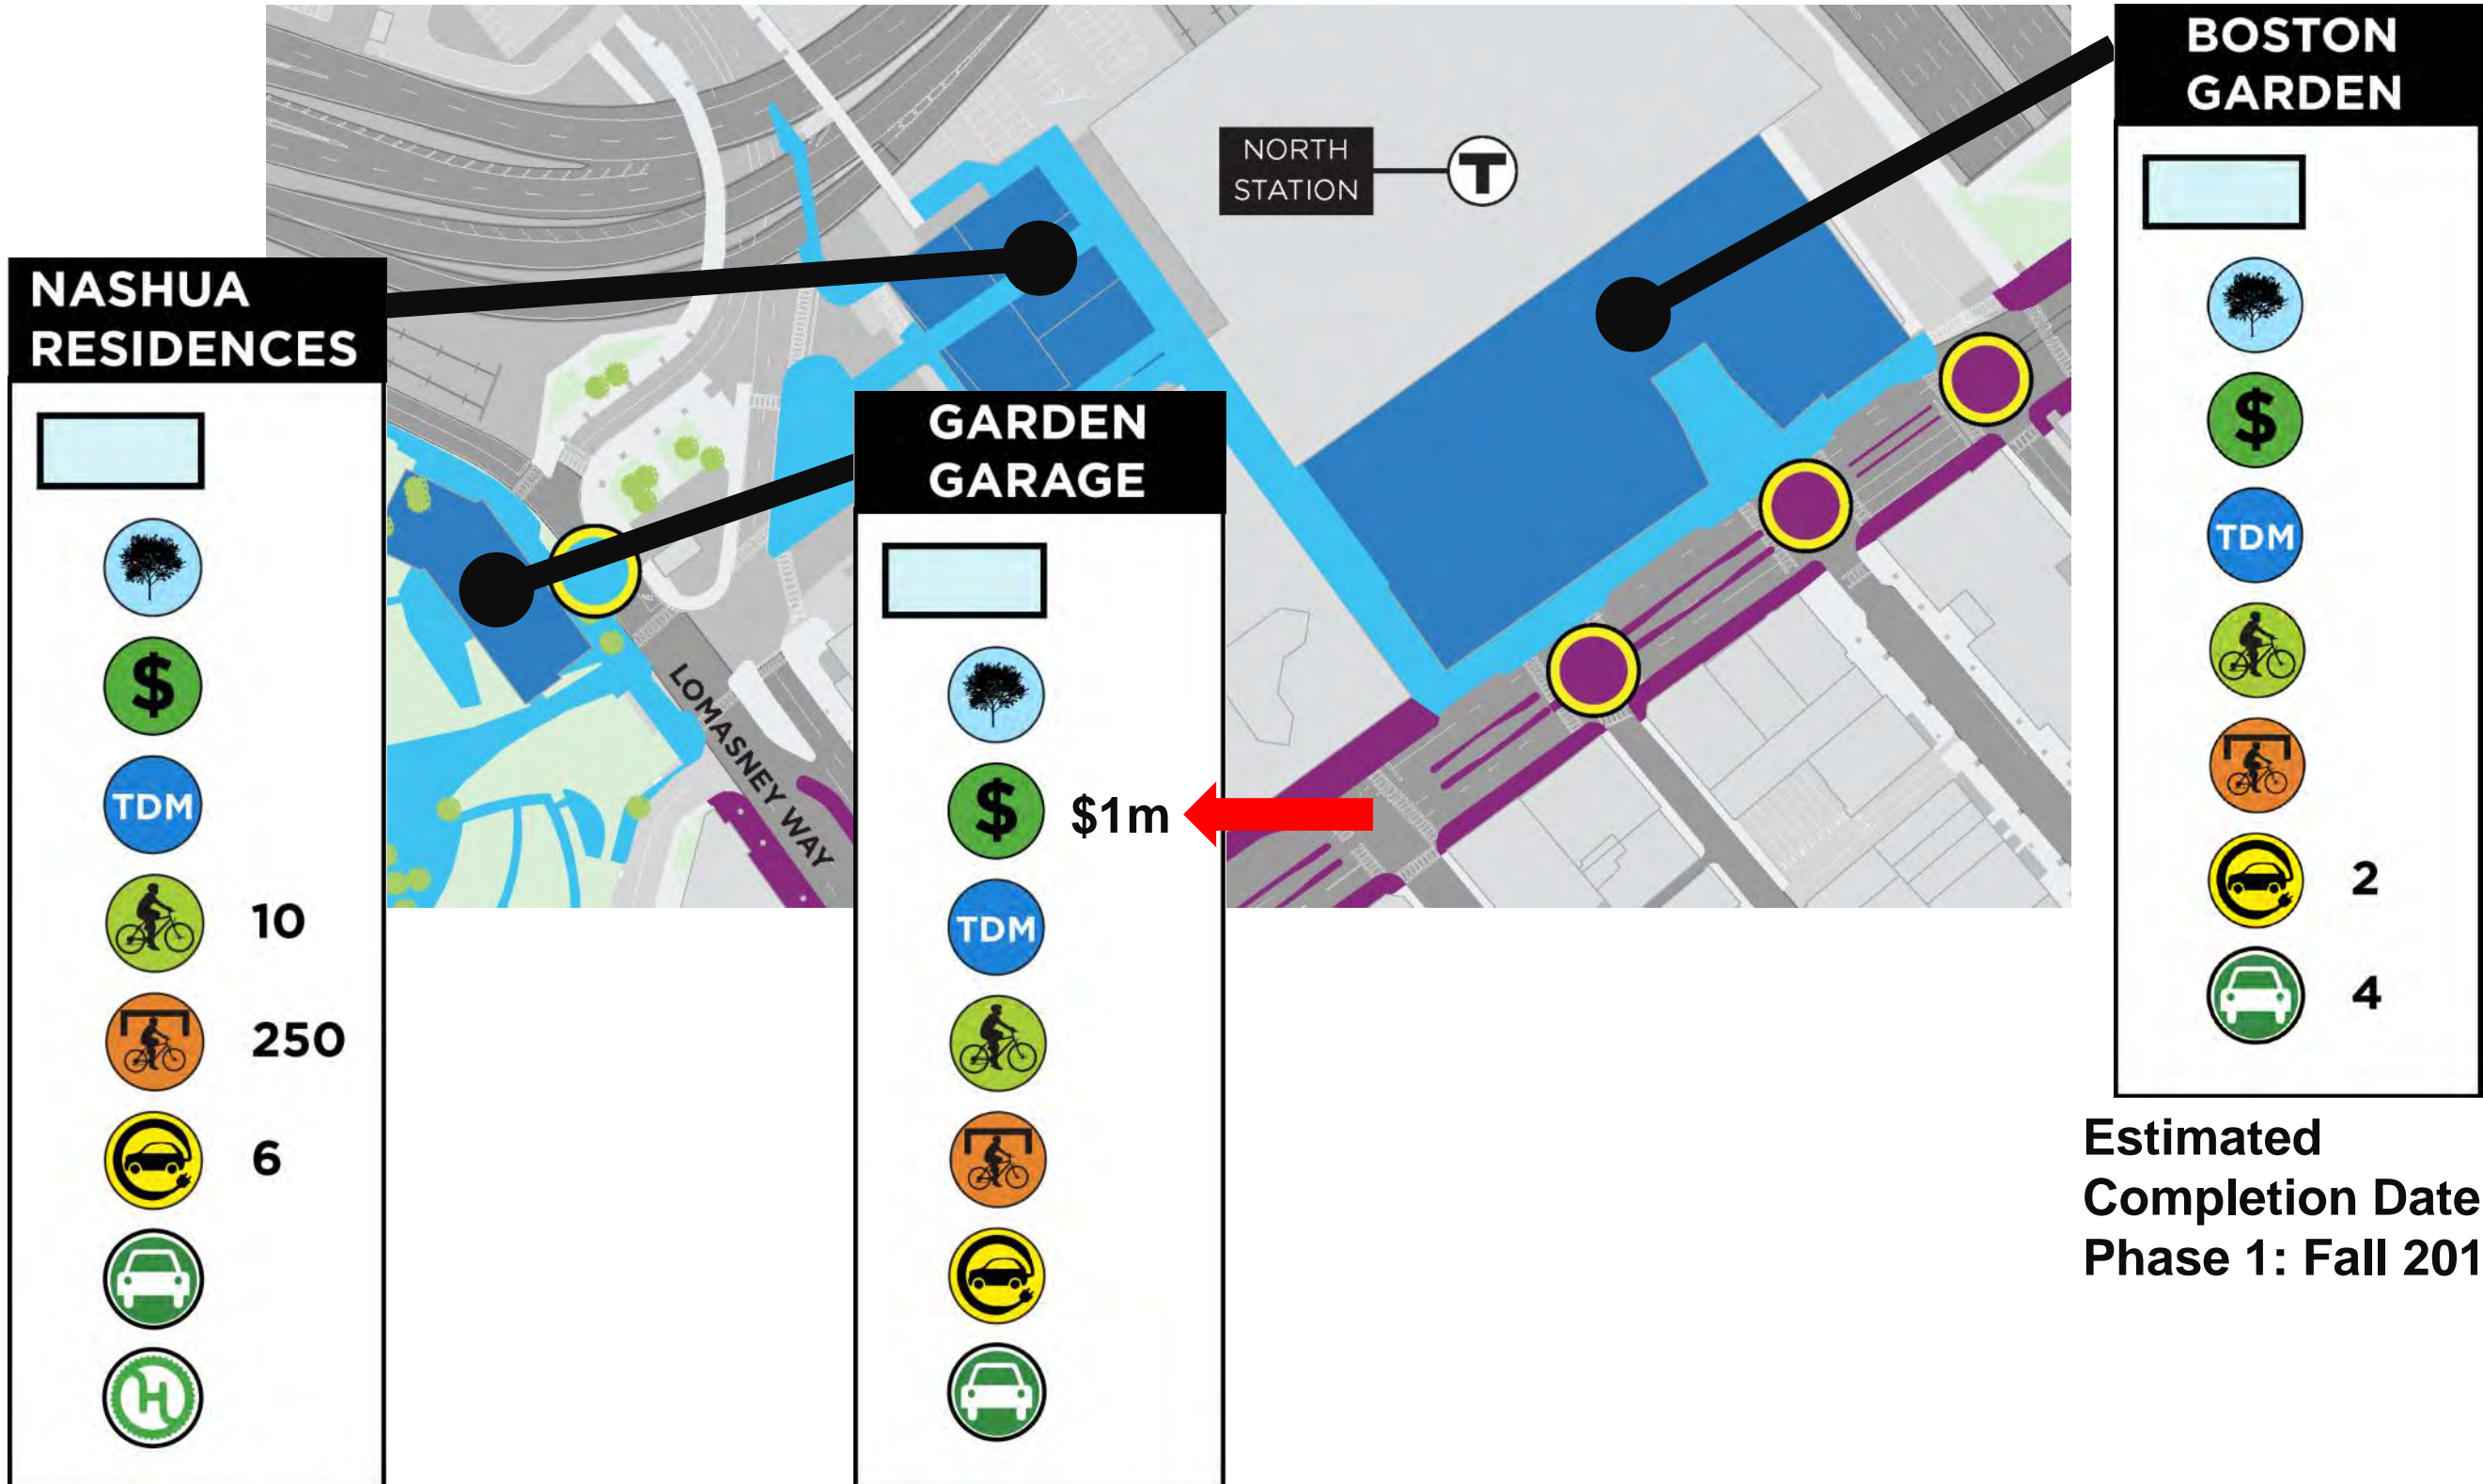 NASHUA
RESIDENCES
TDM
10
250
6
H
NORTH
STATION
T
LOMASNEY WAY
GARDEN
GARAGE
$
$1m
TDM
BOSTON
GARDEN
$
TDM
2
4
Estimated
Completion Date
Phase 1: Fall 201
$